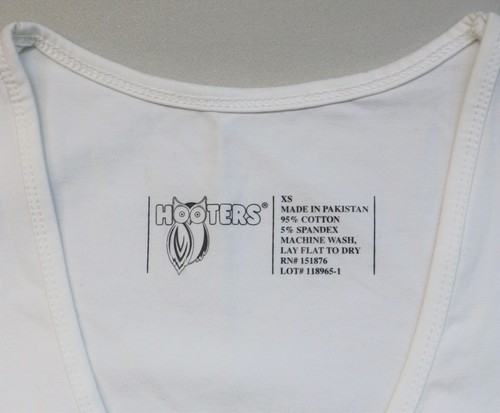 HOOTERS®
XS
MADE IN PAKISTAN
95% COTTON
5% SPANDEX
MACHINE WASH,
LAY FLAT TO DRY
RN# 151876
LOT# 118965-1